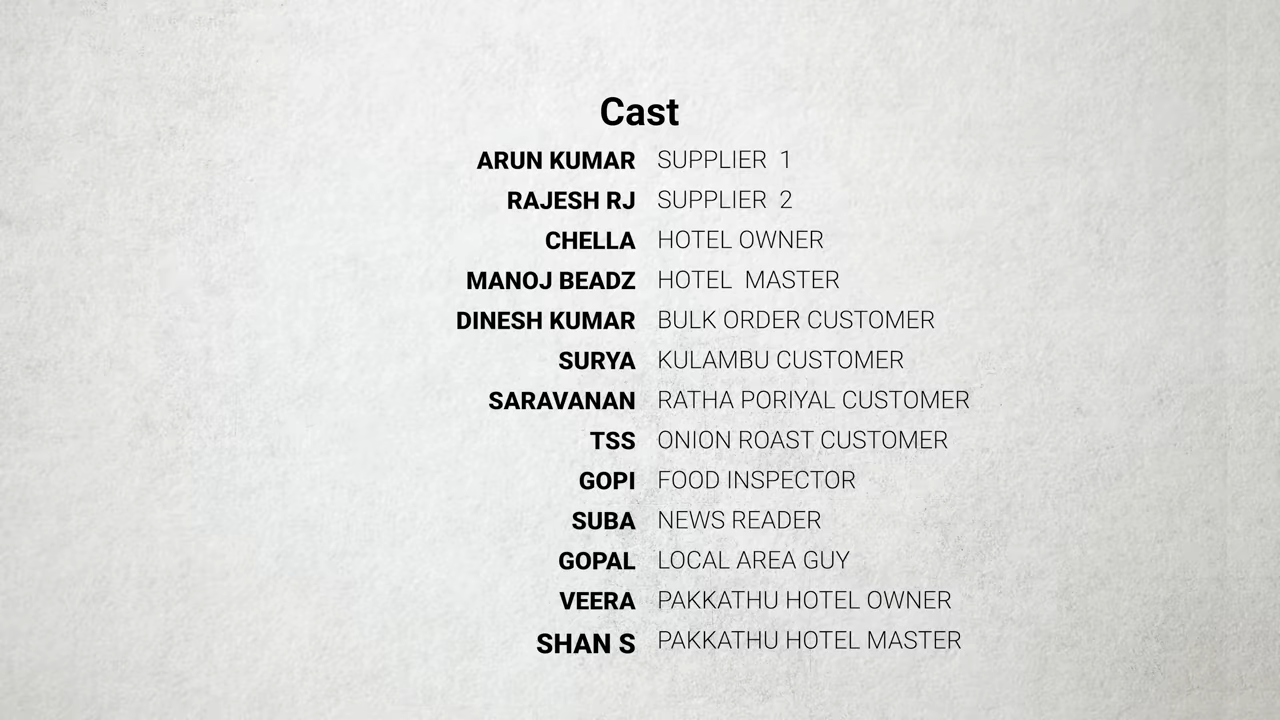 Cast
ARUN KUMAR SUPPLIER 1
RAJESH RJ SUPPLIER 2
CHELLA HOTEL OWNER
MANOJ BEADZ HOTEL MASTER
DINESH KUMAR BULK ORDER CUSTOMER
SURYA KULAMBU CUSTOMER
SARAVANAN RATHA PORIYAL CUSTOMER
TSS ONION ROAST CUSTOMER
GOPI FOOD INSPECTOR
SUBA NEWS READER
GOPAL LOCAL AREA GUY
VEERA PAKKATHU HOTEL OWNER
SHAN S PAKKATHU HOTEL MASTER